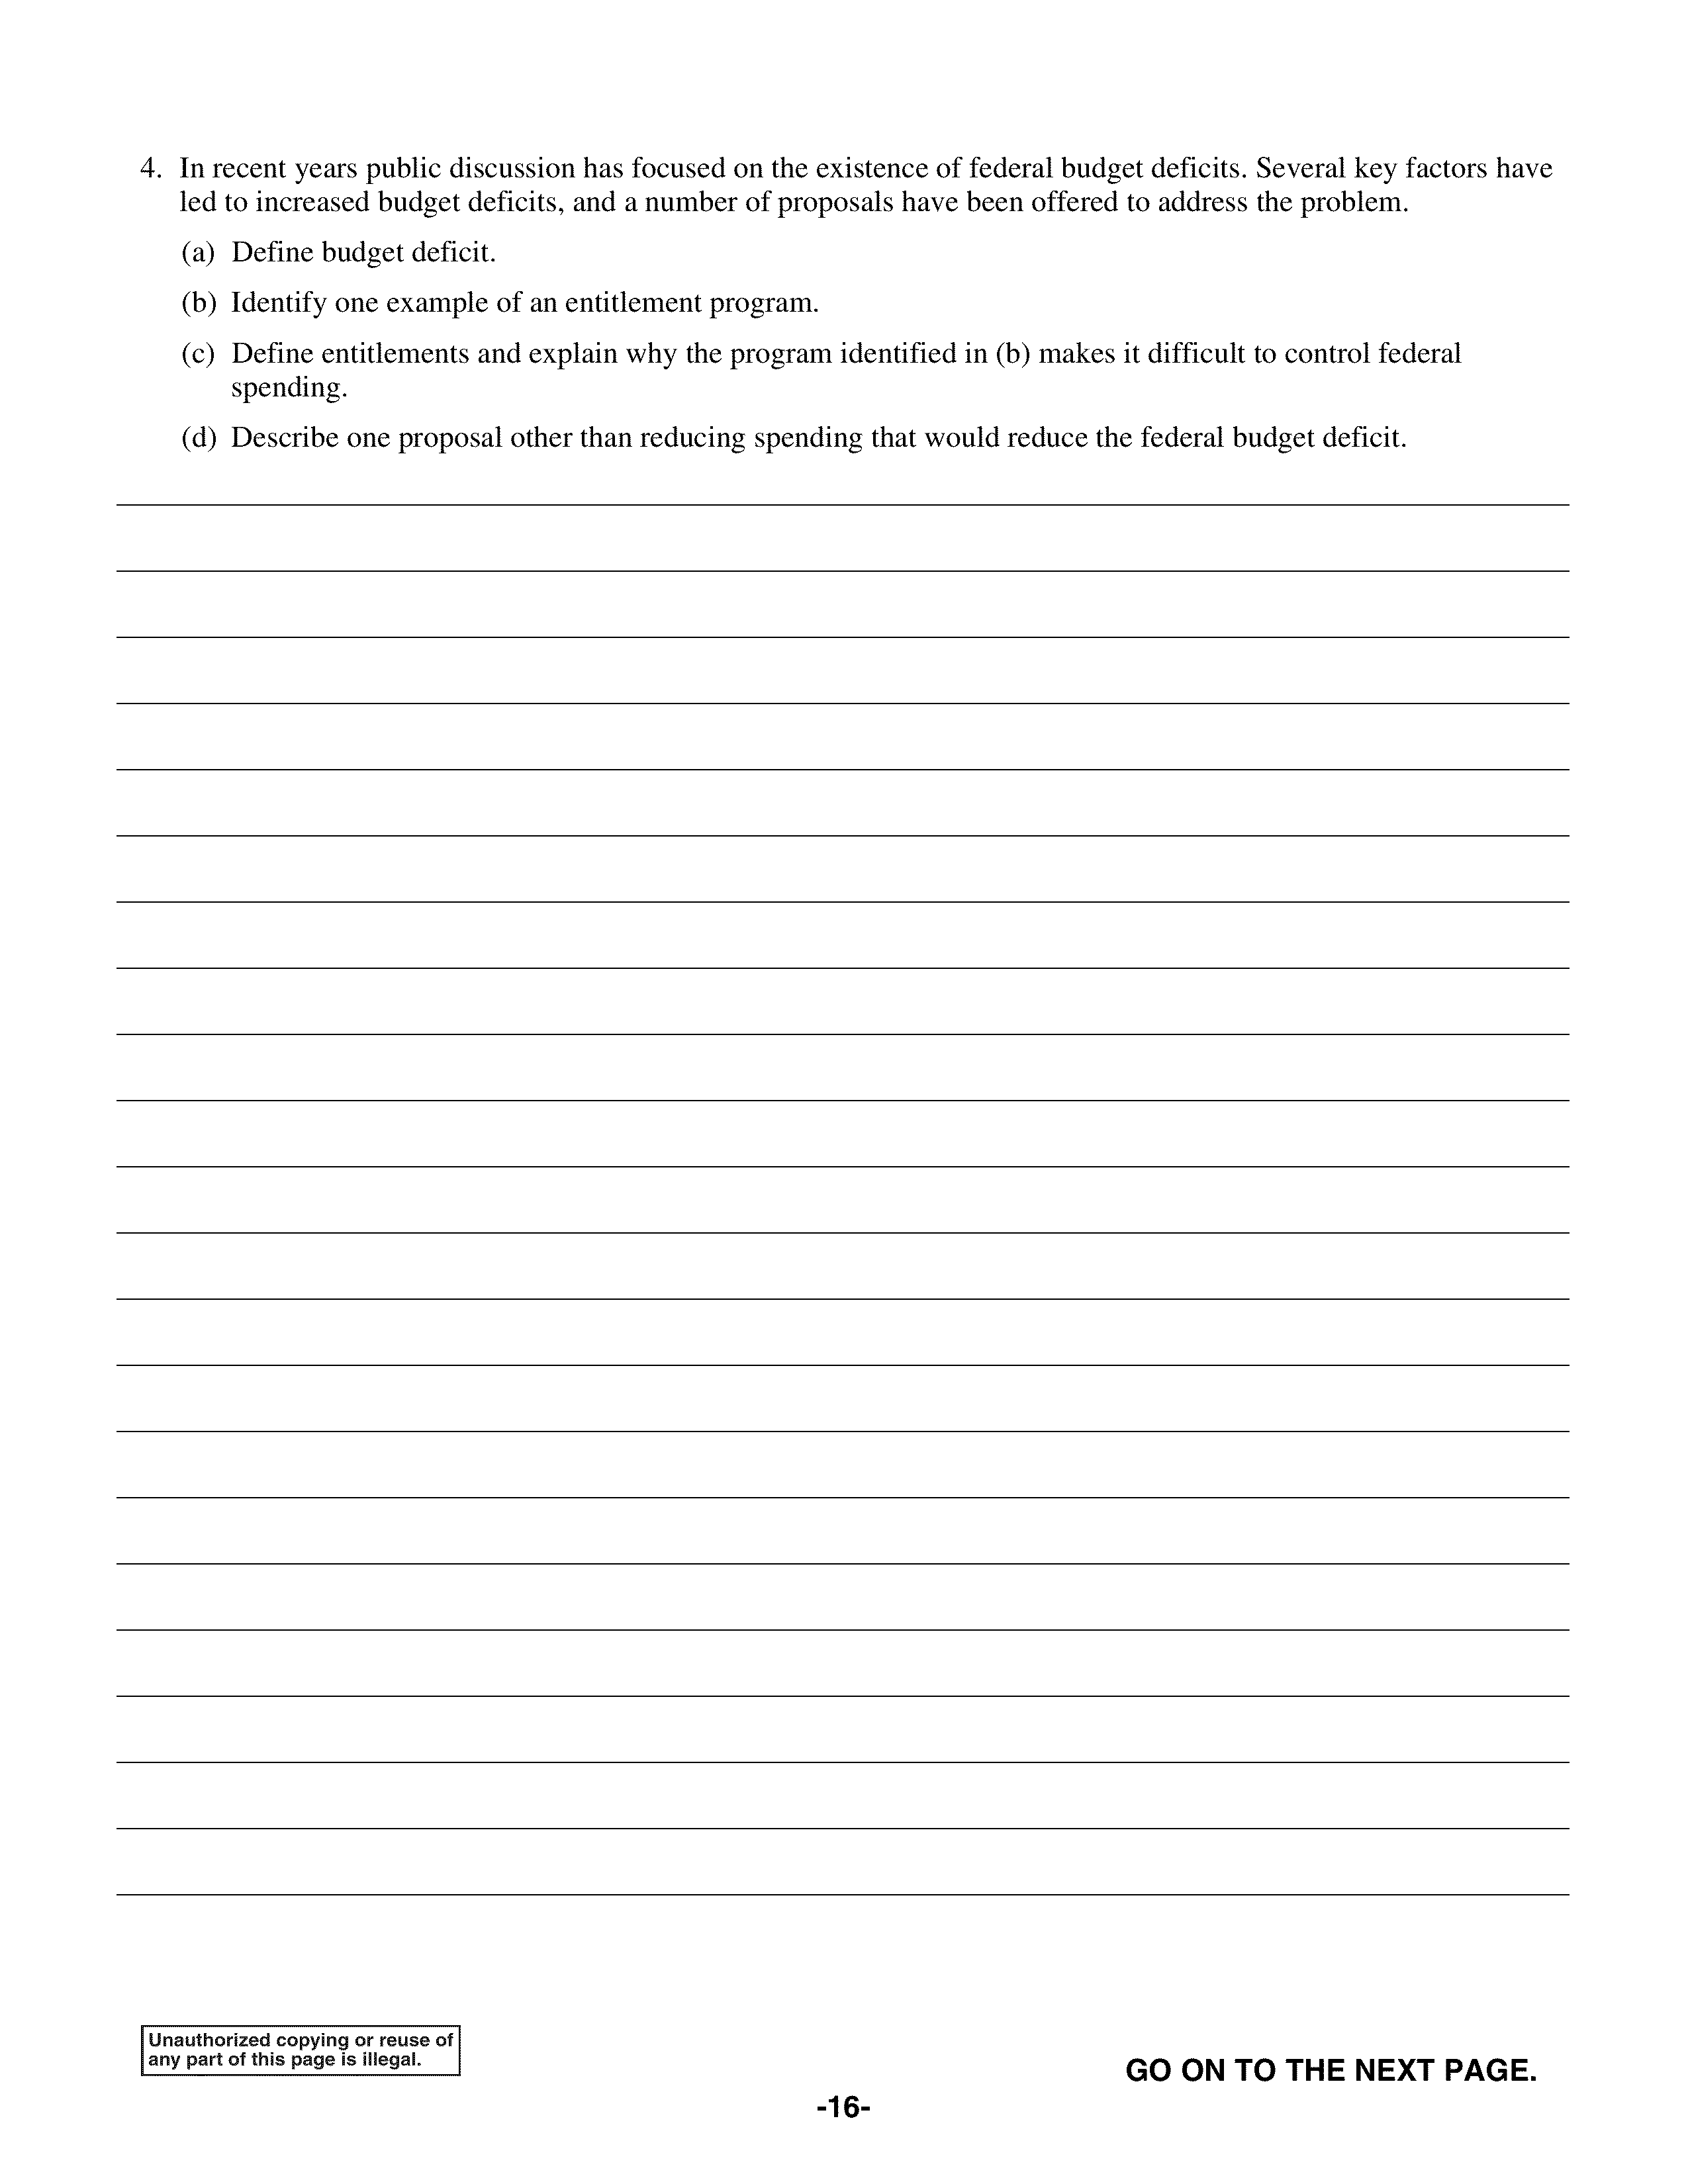 4. In recent years public discussion has focused on the existence of federal budget deficits. Several key factors have
led to increased budget deficits, and a number of proposals have been offered to address the problem.
(a) Define budget deficit.
(b) Identify one example of an entitlement program.
(c) Define entitlements and explain why the program identified in (b) makes it difficult to control federal
spending.
(d) Describe one proposal other than reducing spending that would reduce the federal budget deficit.
Unauthorized copying or reuse of
any part of this page is illegal.
GO ON TO THE NEXT PAGE.
-16-